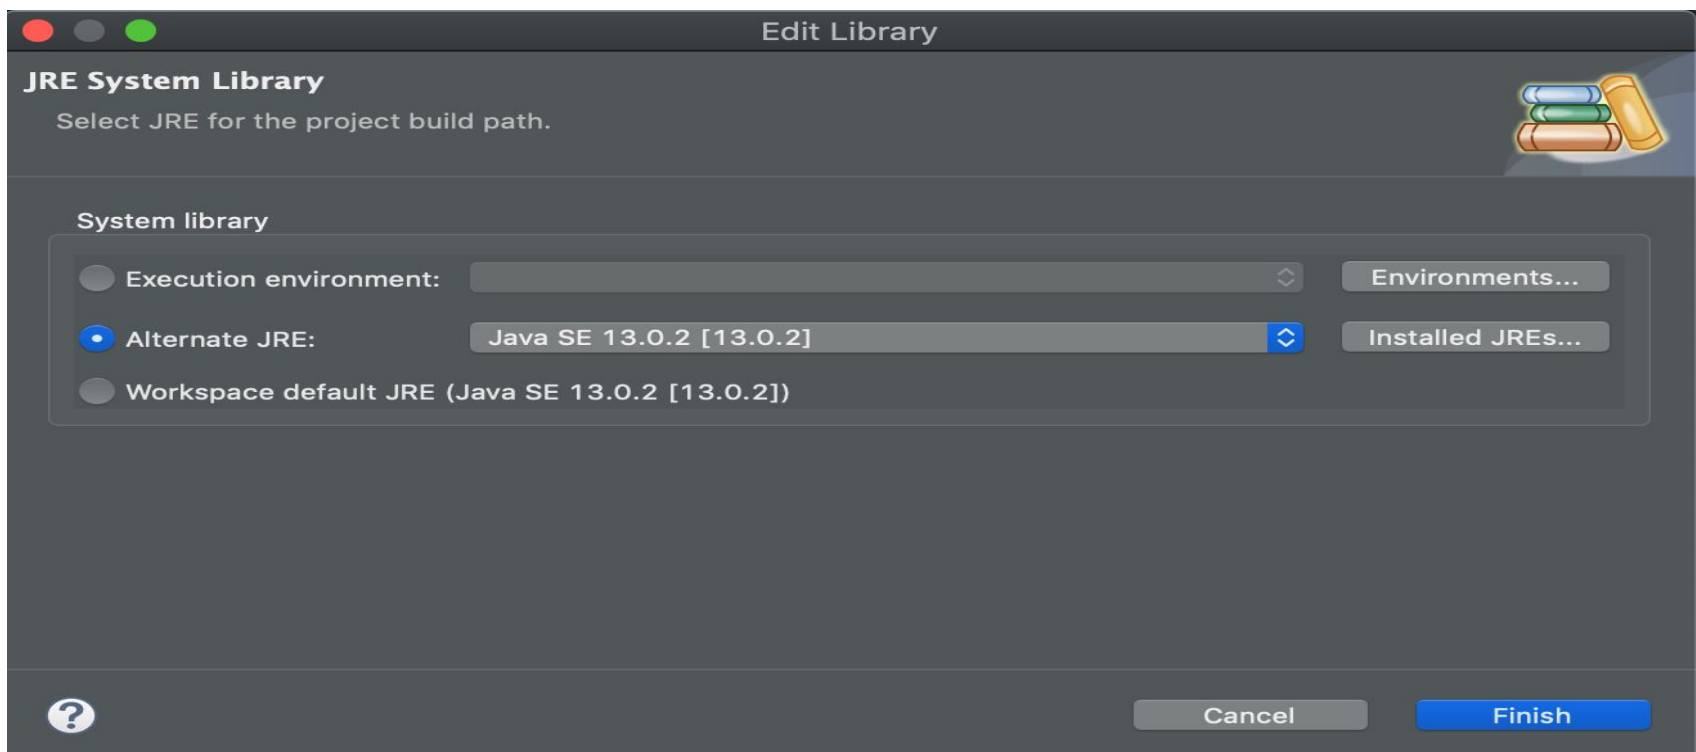 Edit Library
JRE System Library
Select JRE for the project build path.
System library
Execution environment: Environments...
Alternate JRE: Java SE 13.0.2 [13.0.2] Installed JREs...
Workspace default JRE (Java SE 13.0.2 [13.0.2])
? Cancel Finish